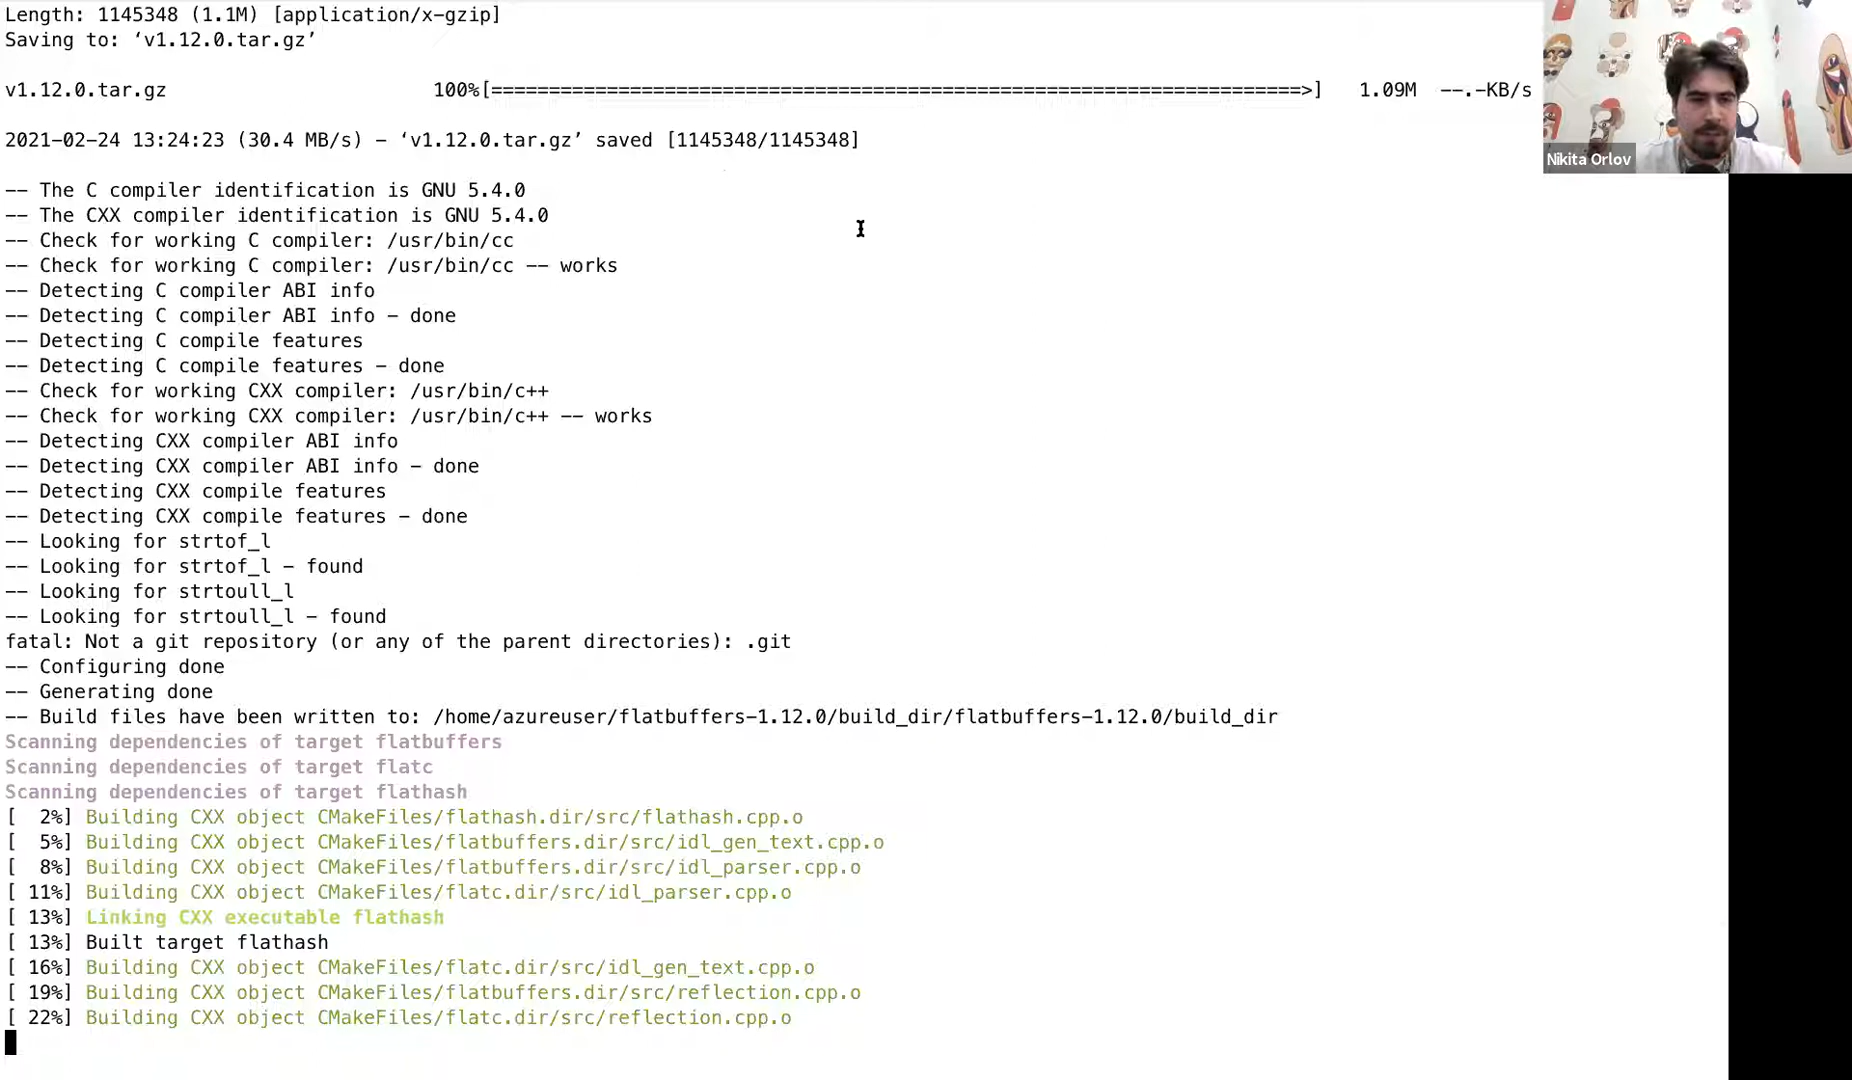 Length: 1145348 (1.1M) [application/x-gzip]
Saving to: ‘v1.12.0.tar.gz’
v1.12.0.tar.gz 100%[======================================================================>] 1.09M --.-KB/s
2021-02-24 13:24:23 (30.4 MB/s) - ‘v1.12.0.tar.gz’ saved [1145348/1145348]
Nikita Orlov
-- The C compiler identification is GNU 5.4.0
-- The CXX compiler identification is GNU 5.4.0
-- Check for working C compiler: /usr/bin/cc
-- Check for working C compiler: /usr/bin/cc -- works
-- Detecting C compiler ABI info
-- Detecting C compiler ABI info - done
-- Detecting C compile features
-- Detecting C compile features - done
-- Check for working CXX compiler: /usr/bin/c++
-- Check for working CXX compiler: /usr/bin/c++ -- works
-- Detecting CXX compiler ABI info
-- Detecting CXX compiler ABI info - done
-- Detecting CXX compile features
-- Detecting CXX compile features - done
-- Looking for strtof_l
-- Looking for strtof_l - found
-- Looking for strtoull_l
-- Looking for strtoull_l - found
fatal: Not a git repository (or any of the parent directories): .git
-- Configuring done
-- Generating done
-- Build files have been written to: /home/azureuser/flatbuffers-1.12.0/build_dir/flatbuffers-1.12.0/build_dir
Scanning dependencies of target flatbuffers
Scanning dependencies of target flatc
Scanning dependencies of target flathash
[  2%] Building CXX object CMakeFiles/flathash.dir/src/flathash.cpp.o
[  5%] Building CXX object CMakeFiles/flatbuffers.dir/src/idl_gen_text.cpp.o
[  8%] Building CXX object CMakeFiles/flatbuffers.dir/src/idl_parser.cpp.o
[ 11%] Building CXX object CMakeFiles/flatc.dir/src/idl_parser.cpp.o
[ 13%] Linking CXX executable flathash
[ 13%] Built target flathash
[ 16%] Building CXX object CMakeFiles/flatc.dir/src/idl_gen_text.cpp.o
[ 19%] Building CXX object CMakeFiles/flatbuffers.dir/src/reflection.cpp.o
[ 22%] Building CXX object CMakeFiles/flatc.dir/src/reflection.cpp.o